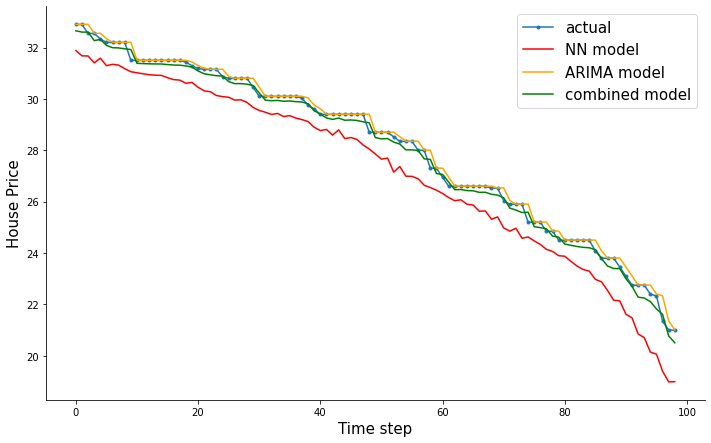 actual
NN model
ARIMA model
combined model
House Price
32
30
28
26
24
22
20
0 20 40 60 80 100
Time step